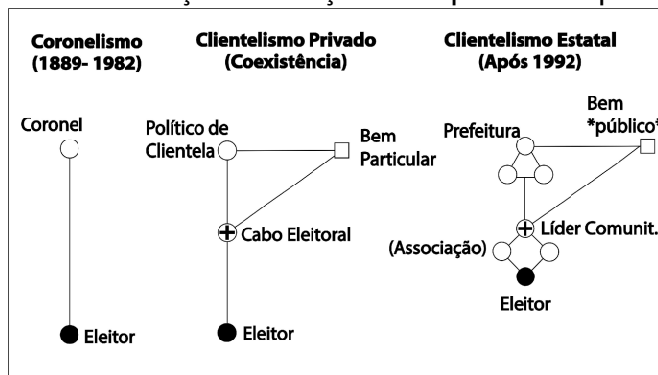 Coronelismo
(1889- 1982)
Clientelismo Privado
(Coexistência)
Clientelismo Estatal
(Após 1992)
Coronel
Eleitor
Político de
Clientela
Bem
Particular
Cabo Eleitoral
Eleitor
Prefeitura
Bem
*público*
Líder Comunit.
(Associação)
Eleitor